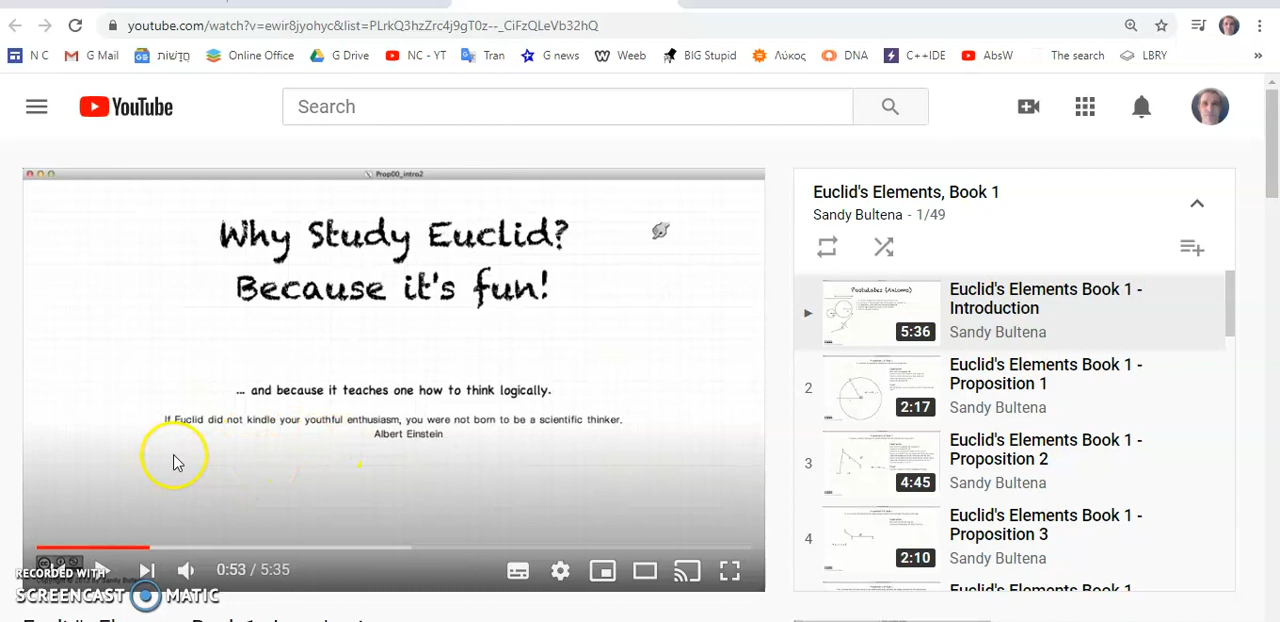 youtube.com/watch?v=ewir8jyohyc&list=PLrkQ3hzZrc4j9gT0z--_CiFzQLeVb32hQ
N C G Mail חֲדָשׁוֹת Online Office G Drive NC - YT Tran G news Weeb BIG Stupid Λύκος DNA C++IDE AbsW The search LBRY »
YouTube
Search
Prop00_intro2
Why Study Euclid?
Because it's fun!
... and because it teaches one how to think logically.
If Euclid did not kindle your youthful enthusiasm, you were not born to be a scientific thinker.
Albert Einstein
0:53 / 5:35
RECORDED WITH
SCREENCAST MATIC
Euclid's Elements, Book 1
Sandy Bultena - 1/49
Postulates (Axioms)
5:36
Euclid's Elements Book 1 -
Introduction
Sandy Bultena
2
2:17
Euclid's Elements Book 1 -
Proposition 1
Sandy Bultena
3
4:45
Euclid's Elements Book 1 -
Proposition 2
Sandy Bultena
4
2:10
Euclid's Elements Book 1 -
Proposition 3
Sandy Bultena
Euclid's Elements Book 1 -